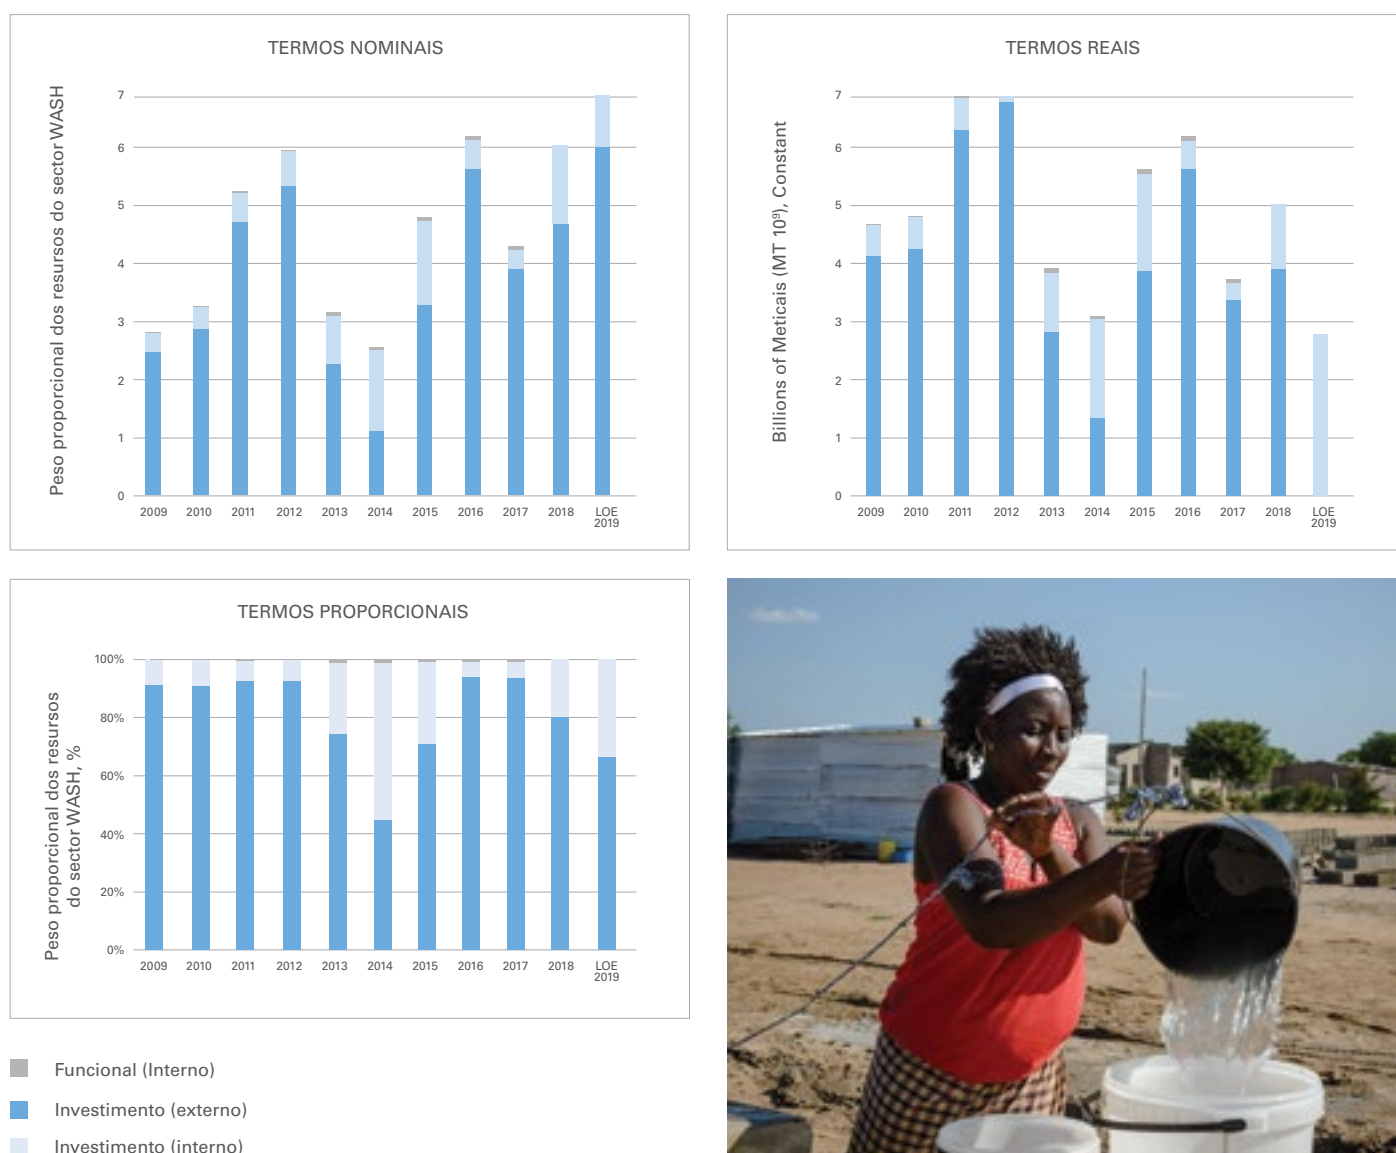 TERMOS NOMINAIS
Peso proporcional dos resursos do sector WASH
7
6
5
4
3
2
1
0
2009 2010 2011 2012 2013 2014 2015 2016 2017 2018 LOE
2019
TERMOS REAIS
Billions of Meticais (MT 10⁹), Constant
7
6
5
4
3
2
1
0
2009 2010 2011 2012 2013 2014 2015 2016 2017 2018 LOE
2019
TERMOS PROPORCIONAIS
Peso proporcional dos resursos
do sector WASH, %
100%
80%
60%
40%
20%
0%
2009 2010 2011 2012 2013 2014 2015 2016 2017 2018 LOE
2019
Funcional (Interno)
Investimento (externo)
Investimento (interno)